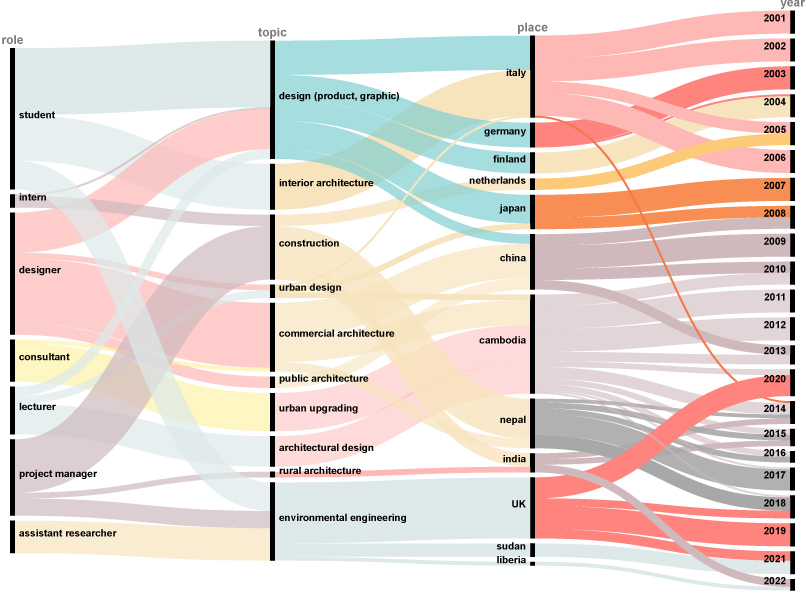 role
student
intern
designer
consultant
lecturer
project manager
assistant researcher
topic
design (product, graphic)
interior architecture
construction
urban design
commercial architecture
public architecture
urban upgrading
architectural design
rural architecture
environmental engineering
place
italy
germany
finland
netherlands
japan
china
cambodia
nepal
india
UK
sudan
liberia
year
2001
2002
2003
2004
2005
2006
2007
2008
2009
2010
2011
2012
2013
2020
2014
2015
2016
2017
2018
2019
2021
2022